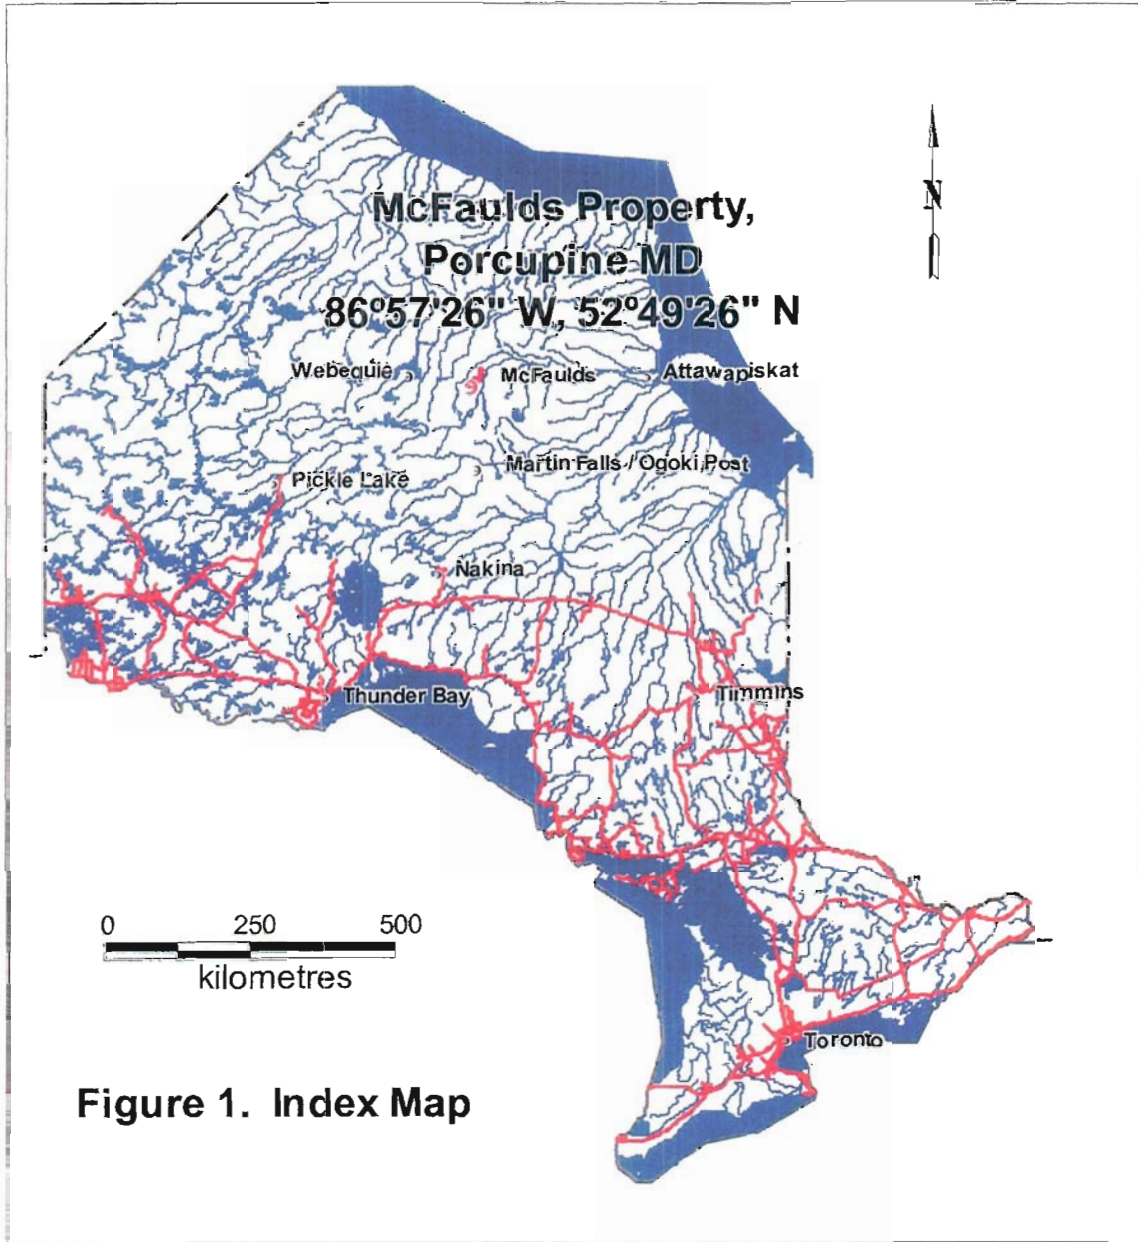 McFaulds Property,
Porcupine MD
86°57'26" W, 52°49'26" N
N
Webequie
McFaulds
Attawapiskat
Martin Falls / Ogoki Post
Pickle Lake
Nakina
Thunder Bay
Timmins
0 250 500
kilometres
Toronto
Figure 1. Index Map